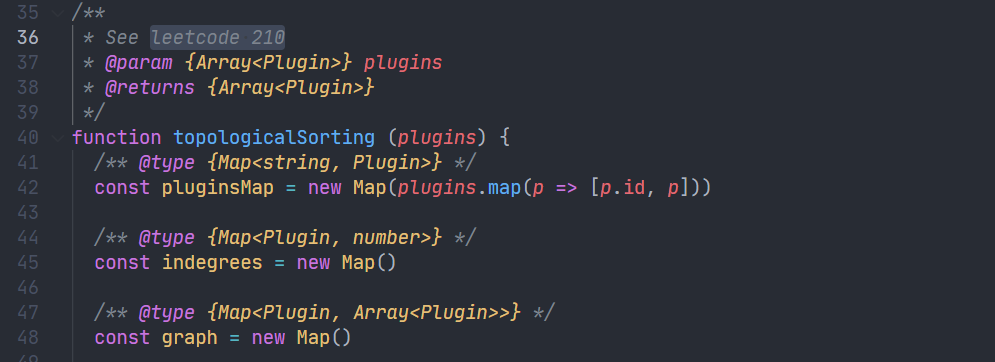 35 /**
36 * See leetcode 210
37 * @param {Array<Plugin>} plugins
38 * @returns {Array<Plugin>}
39 */
40 function topologicalSorting (plugins) {
41 /** @type {Map<string, Plugin>} */
42 const pluginsMap = new Map(plugins.map(p => [p.id, p]))
43
44 /** @type {Map<Plugin, number>} */
45 const indegrees = new Map()
46
47 /** @type {Map<Plugin, Array<Plugin>>} */
48 const graph = new Map()